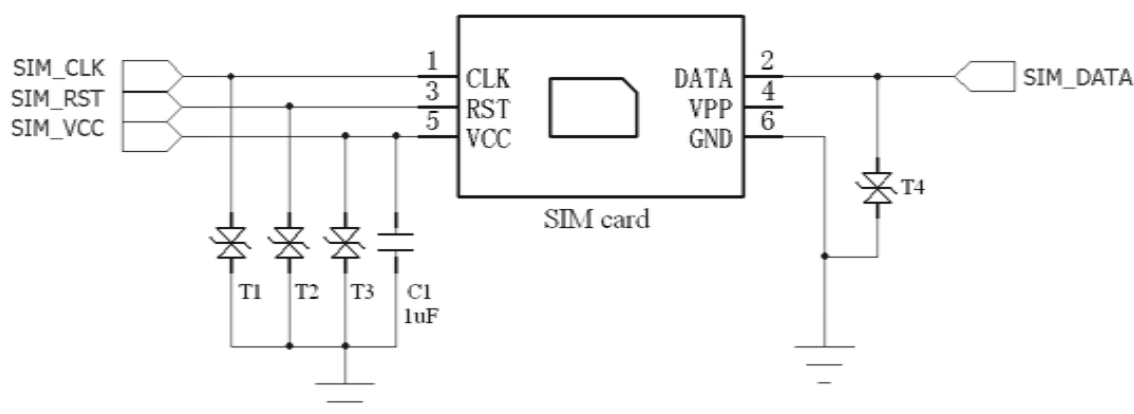 SIM_CLK
1
CLK
DATA
2
SIM_DATA
SIM_RST
3
RST
VPP
4
SIM_VCC
5
VCC
GND
6
T4
SIM card
T1
T2
T3
C1
1uF